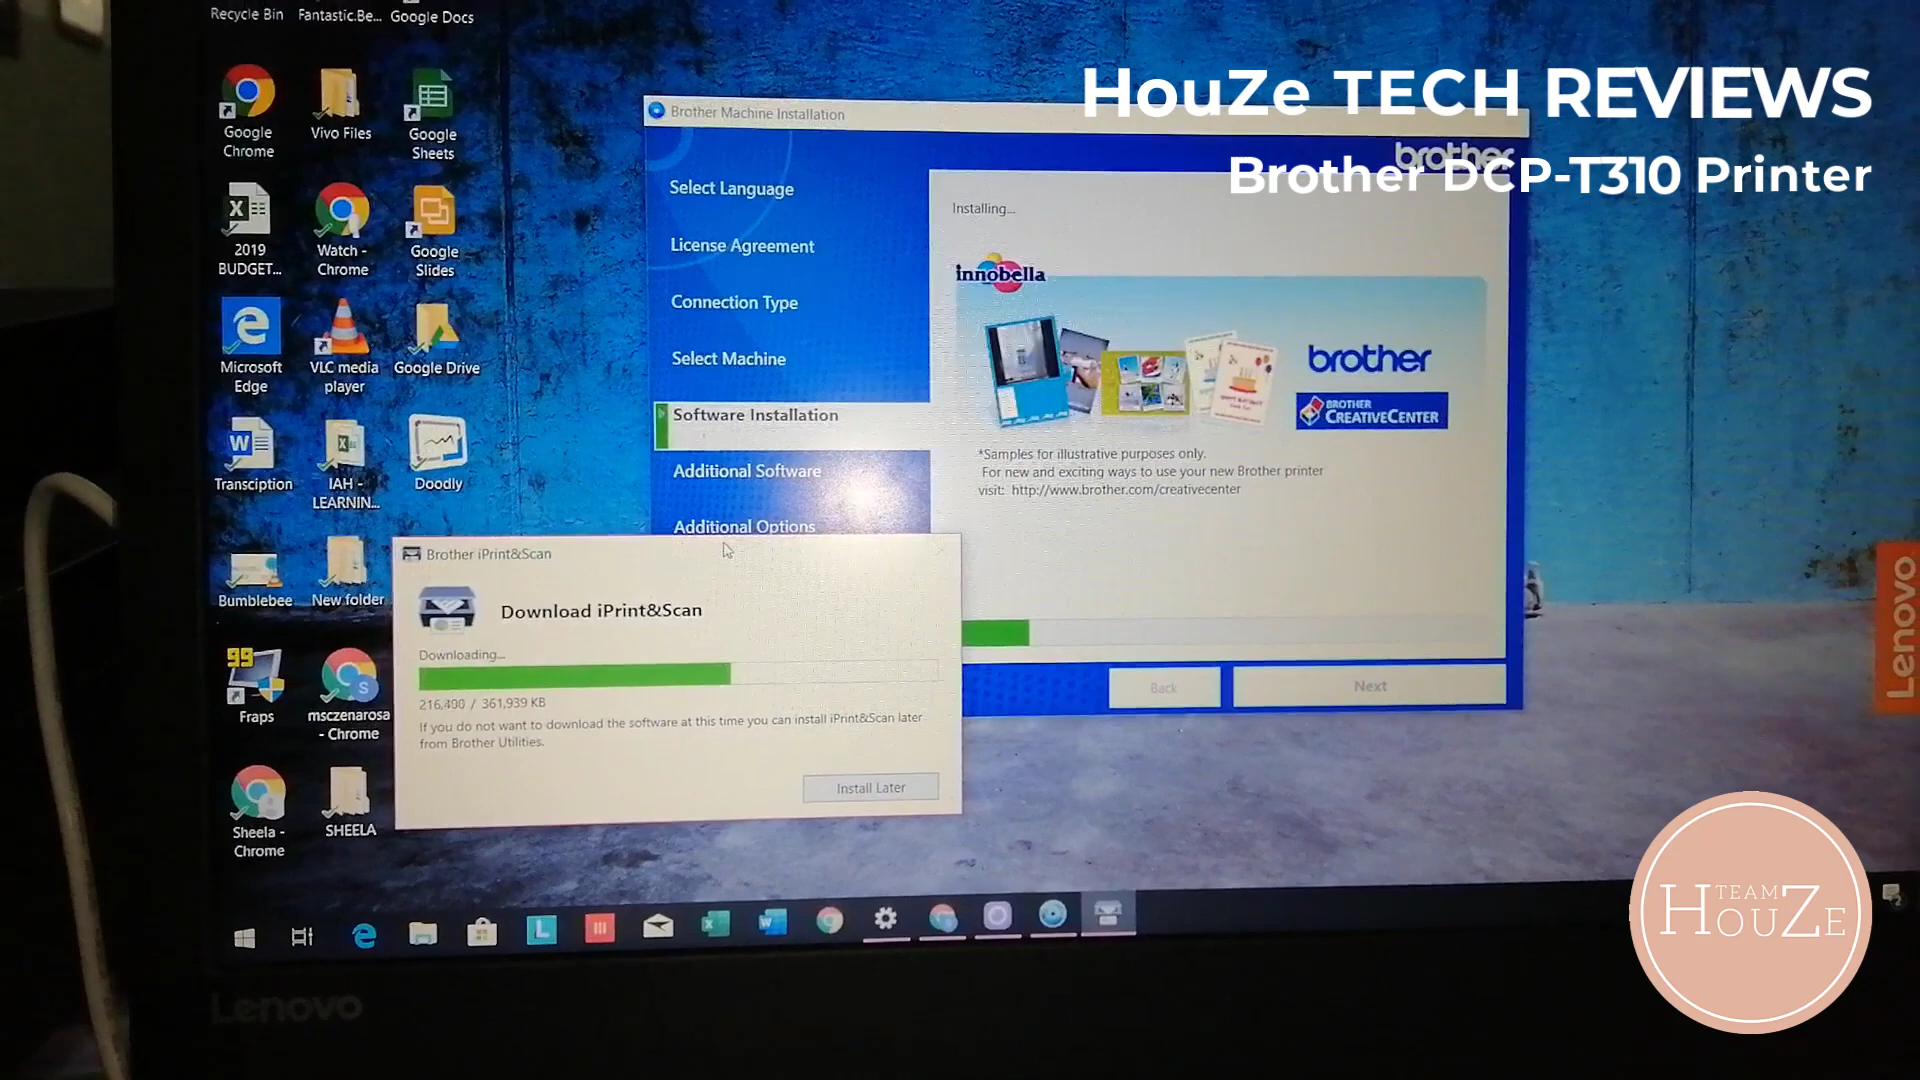 Recycle Bin
Fantastic.Be...
Google Docs
Google
Chrome
Vivo Files
Google
Sheets
2019
BUDGET...
Watch -
Chrome
Google
Slides
Microsoft
Edge
VLC media
player
Google Drive
Transciption
IAH -
LEARNIN...
Doodly
Bumblebee
New folder
99
Fraps
msczenarosa
- Chrome
Sheela -
Chrome
SHEELA
HouZe TECH REVIEWS
Brother DCP-T310 Printer
Brother Machine Installation
brother
Select Language
License Agreement
Connection Type
Select Machine
Software Installation
Additional Software
Additional Options
Installing...
innobella
brother
BROTHER
CREATIVECENTER
*Samples for illustrative purposes only.
For new and exciting ways to use your new Brother printer
visit: http://www.brother.com/creativecenter
Back
Next
Brother iPrint&Scan
Download iPrint&Scan
Downloading...
216,400 / 361,939 KB
If you do not want to download the software at this time you can install iPrint&Scan later
from Brother Utilities.
Install Later
Lenovo
Lenovo
TEAM
HOUZE